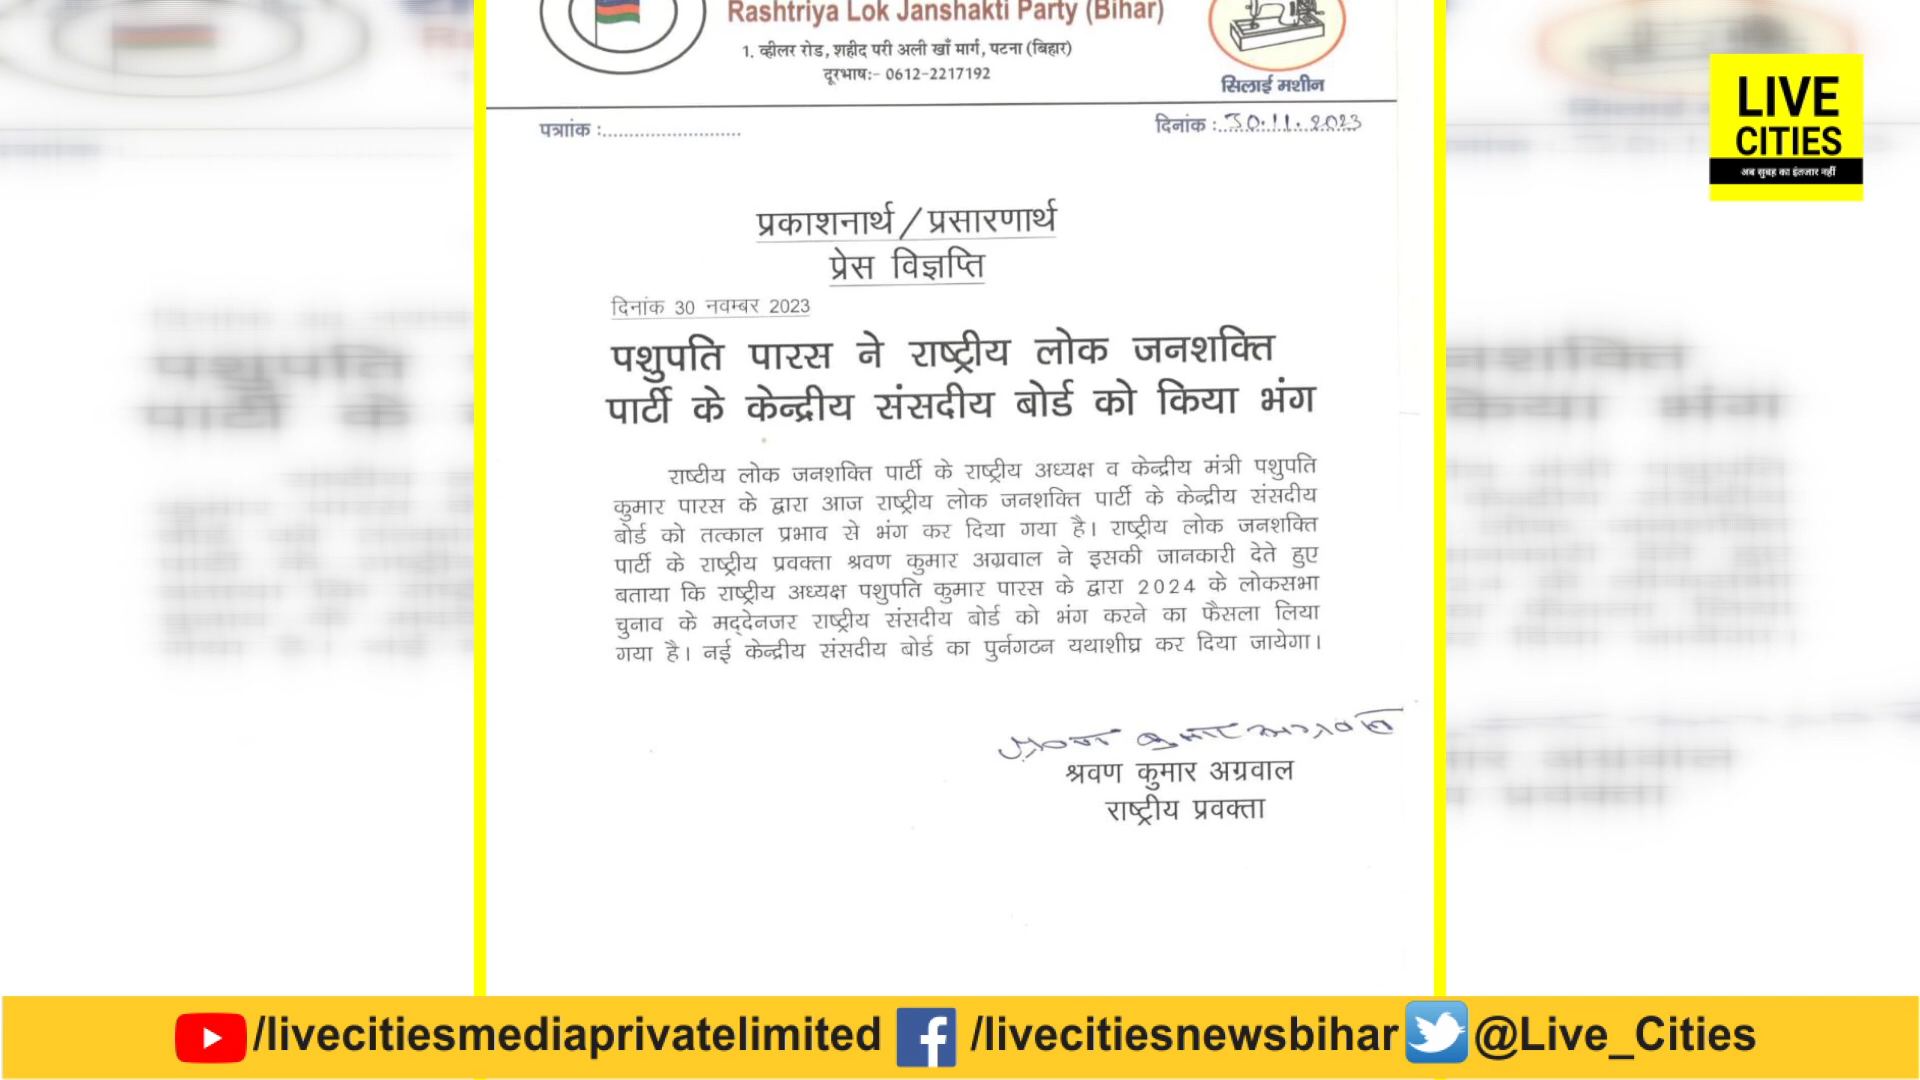 Rashtriya Lok Janshakti Party (Bihar)
1. व्हीलर रोड, शहीद परी अली खाँ मार्ग, पटना (बिहार)
दूरभाष:- 0612-2217192
सिलाई मशीन
पत्राांक :..........................
दिनांक : 30.11.2023
LIVE
CITIES
अब सुबह का इंतजार नहीं
प्रकाशनार्थ / प्रसारणार्थ
प्रेस विज्ञप्ति
दिनांक 30 नवम्बर 2023
पशुपति पारस ने राष्ट्रीय लोक जनशक्ति
पार्टी के केन्द्रीय संसदीय बोर्ड को किया भंग
राष्टीय लोक जनशक्ति पार्टी के राष्ट्रीय अध्यक्ष व केन्द्रीय मंत्री पशुपति
कुमार पारस के द्वारा आज राष्ट्रीय लोक जनशक्ति पार्टी के केन्द्रीय संसदीय
बोर्ड को तत्काल प्रभाव से भंग कर दिया गया है। राष्ट्रीय लोक जनशक्ति
पार्टी के राष्ट्रीय प्रवक्ता श्रवण कुमार अग्रवाल ने इसकी जानकारी देते हुए
बताया कि राष्ट्रीय अध्यक्ष पशुपति कुमार पारस के द्वारा 2024 के लोकसभा
चुनाव के मद्देनजर राष्ट्रीय संसदीय बोर्ड को भंग करने का फैसला लिया
गया है। नई केन्द्रीय संसदीय बोर्ड का पुर्नगठन यथाशीघ्र कर दिया जायेगा।
श्रवण कुमार अग्रवाल
श्रवण कुमार अग्रवाल
राष्ट्रीय प्रवक्ता
/livecitiesmediaprivatelimited /livecitiesnewsbihar @Live_Cities